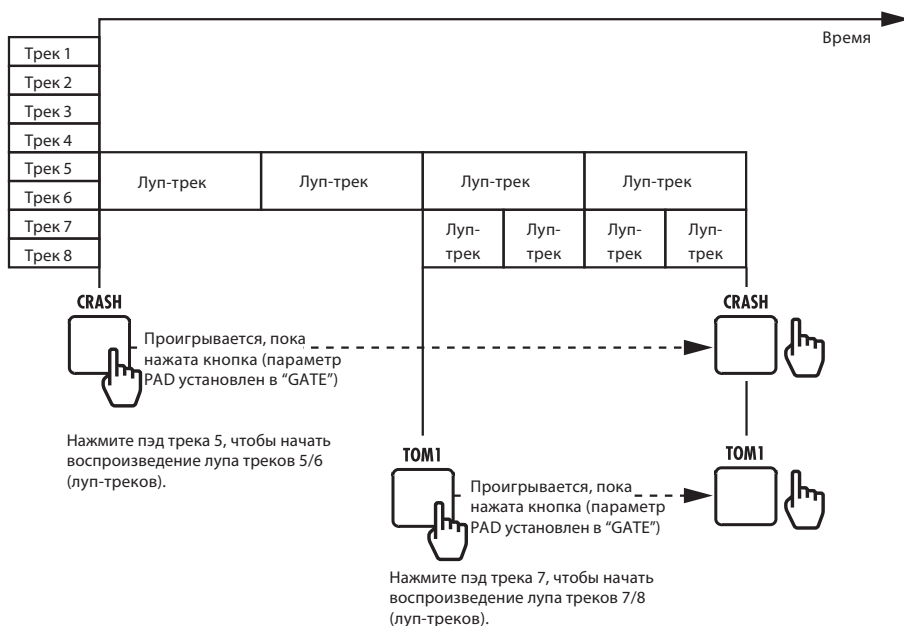 Время
Трек 1
Трек 2
Трек 3
Трек 4
Трек 5
Трек 6
Трек 7
Трек 8
Луп-трек
Луп-трек
Луп-трек
Луп-трек
Луп-
трек
Луп-
трек
Луп-
трек
Луп-
трек
CRASH
Проигрывается, пока
нажата кнопка (параметр
PAD установлен в “GATE”)
CRASH
Нажмите пэд трека 5, чтобы начать
воспроизведение лупа треков 5/6
(луп-треков).
TOM1
Проигрывается, пока
нажата кнопка (параметр
PAD установлен в “GATE”)
TOM1
Нажмите пэд трека 7, чтобы начать
воспроизведение лупа треков 7/8
(луп-треков).